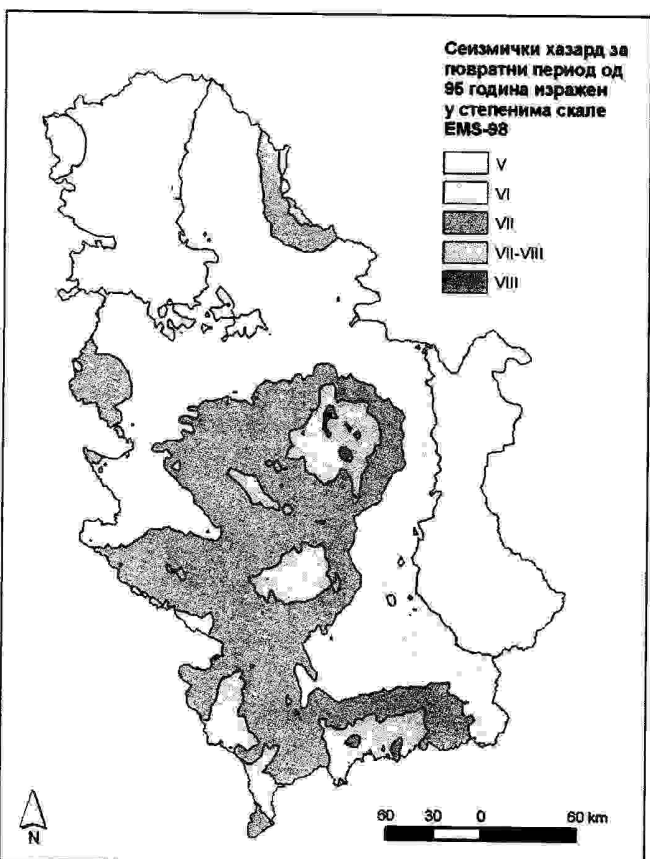 Сеизмички хазард за
повратни период од
95 година изражен
у степенима скале
EMS-98
V
VI
VII
VII-VIII
VIII
N
60 30 0 60 km